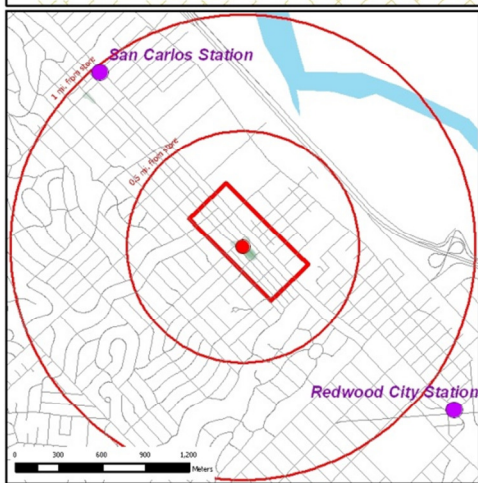 San Carlos Station
1 mi. from store
0.5 mi. from store
Redwood City Station
0 300 600 900 1,200
Meters